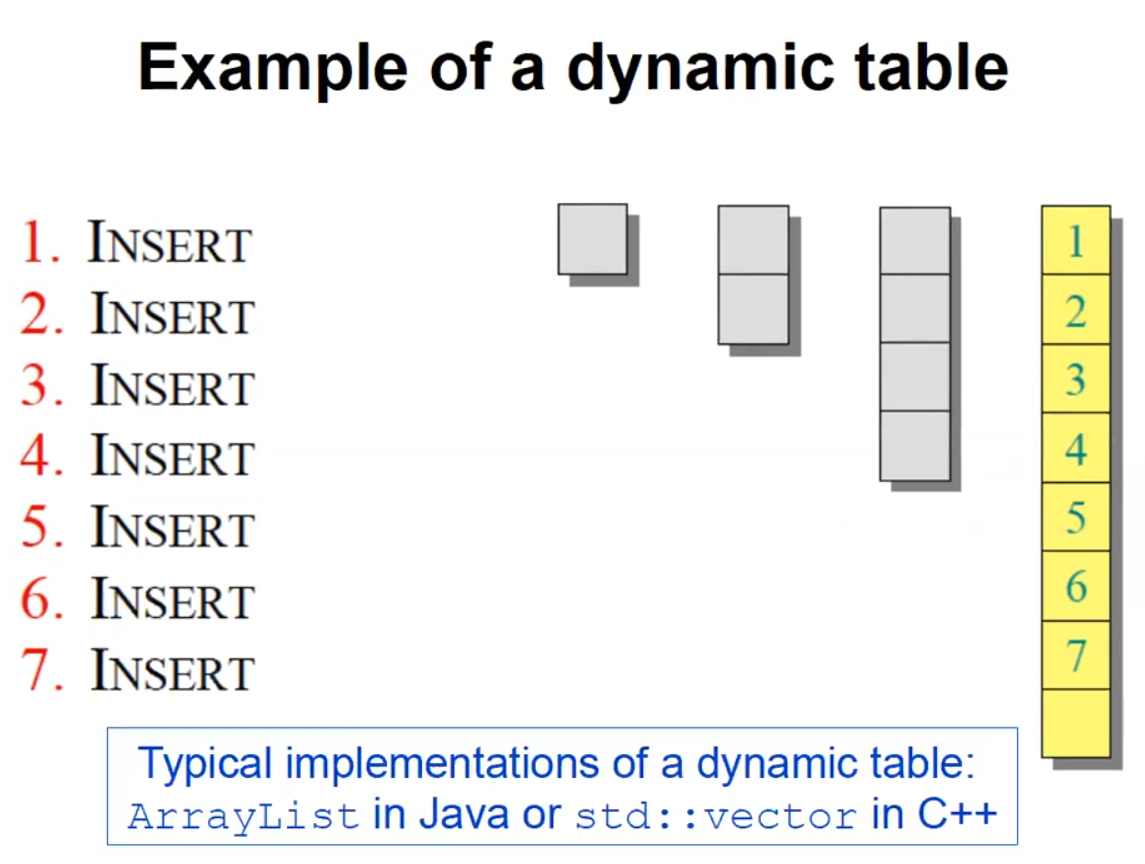 Example of a dynamic table
1. INSERT
2. INSERT
3. INSERT
4. INSERT
5. INSERT
6. INSERT
7. INSERT
1
2
3
4
5
6
7
Typical implementations of a dynamic table:
ArrayList in Java or std::vector in C++